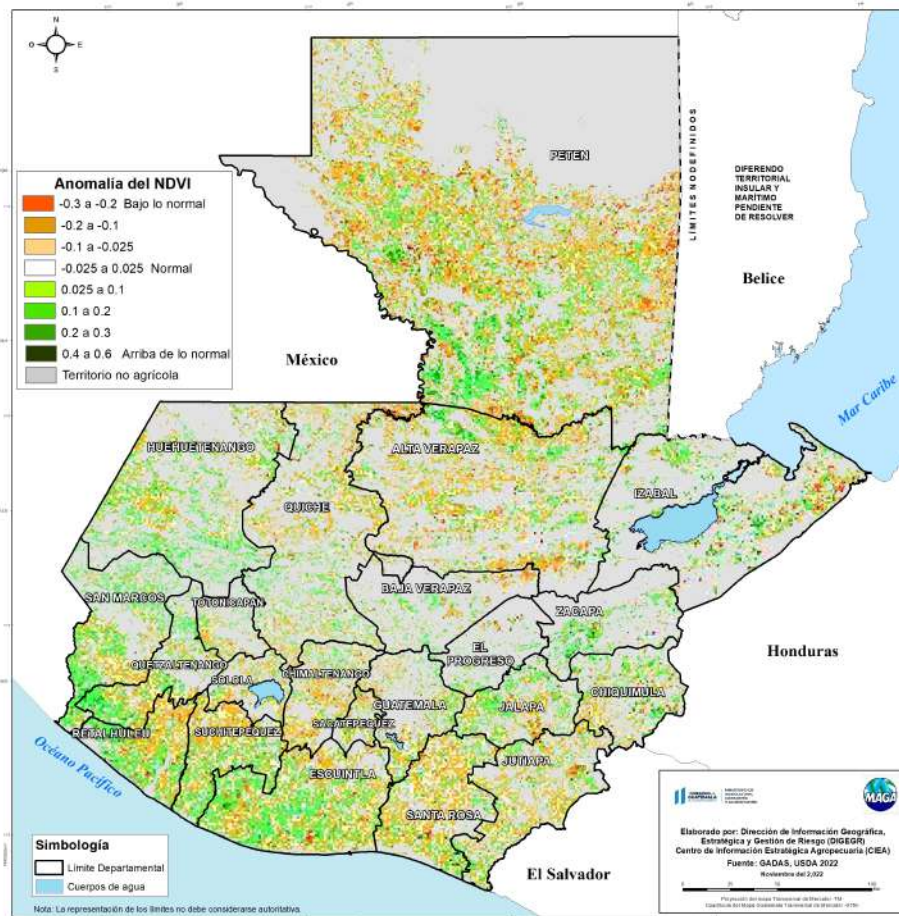 N
O
E
S
PETEN
LÍMITES NO DEFINIDOS
DIFERENDO
TERRITORIAL
INSULAR Y
MARÍTIMO
PENDIENTE
DE RESOLVER
Belice
Anomalía del NDVI
-0.3 a -0.2 Bajo lo normal
-0.2 a -0.1
-0.1 a -0.025
-0.025 a 0.025 Normal
0.025 a 0.1
0.1 a 0.2
0.2 a 0.3
0.4 a 0.6 Arriba de lo normal
Territorio no agrícola
México
Mar Caribe
HUEHUETENANGO
ALTA VERAPAZ
QUICHE
IZABAL
SAN MARCOS
TOTONICAPAN
BAJA VERAPAZ
ZACAPA
EL
PROGRESO
Honduras
QUETZALTENANGO
SOLOLA
CHIMALTENANGO
GUATEMALA
JALAPA
CHIQUIMULA
RETALHULEU
SUCHITEPEQUEZ
SACATEPEQUEZ
Océano Pacífico
ESCUINTLA
JUTIAPA
SANTA ROSA
El Salvador
Simbología
Límite Departamental
Cuerpos de agua
Nota: La representación de los límites no debe considerarse autoritativa.
MAGA
Elaborado por: Dirección de Información Geográfica,
Estratégica y Gestión de Riesgo (DIGEGR)
Centro de Información Estratégica Agropecuaria (CIEA)
Fuente: GADAS, USDA 2022
Noviembre del 2,022